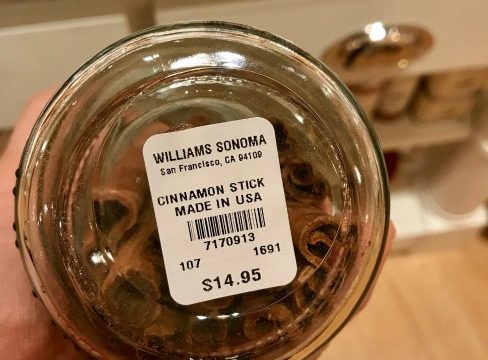 WILLIAMS SONOMA
San Francisco, CA 94109
CINNAMON STICK
MADE IN USA
7170913
107 1691
$14.95